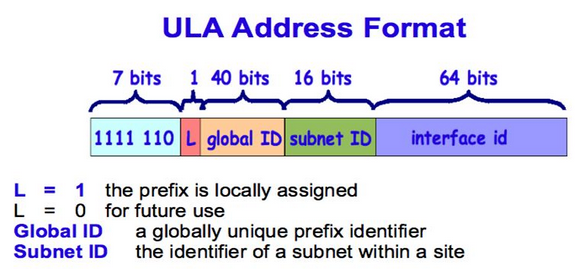 ULA Address Format
7 bits 1 40 bits 16 bits 64 bits
1111 110 L global ID subnet ID interface id
L = 1 the prefix is locally assigned
L = 0 for future use
Global ID a globally unique prefix identifier
Subnet ID the identifier of a subnet within a site